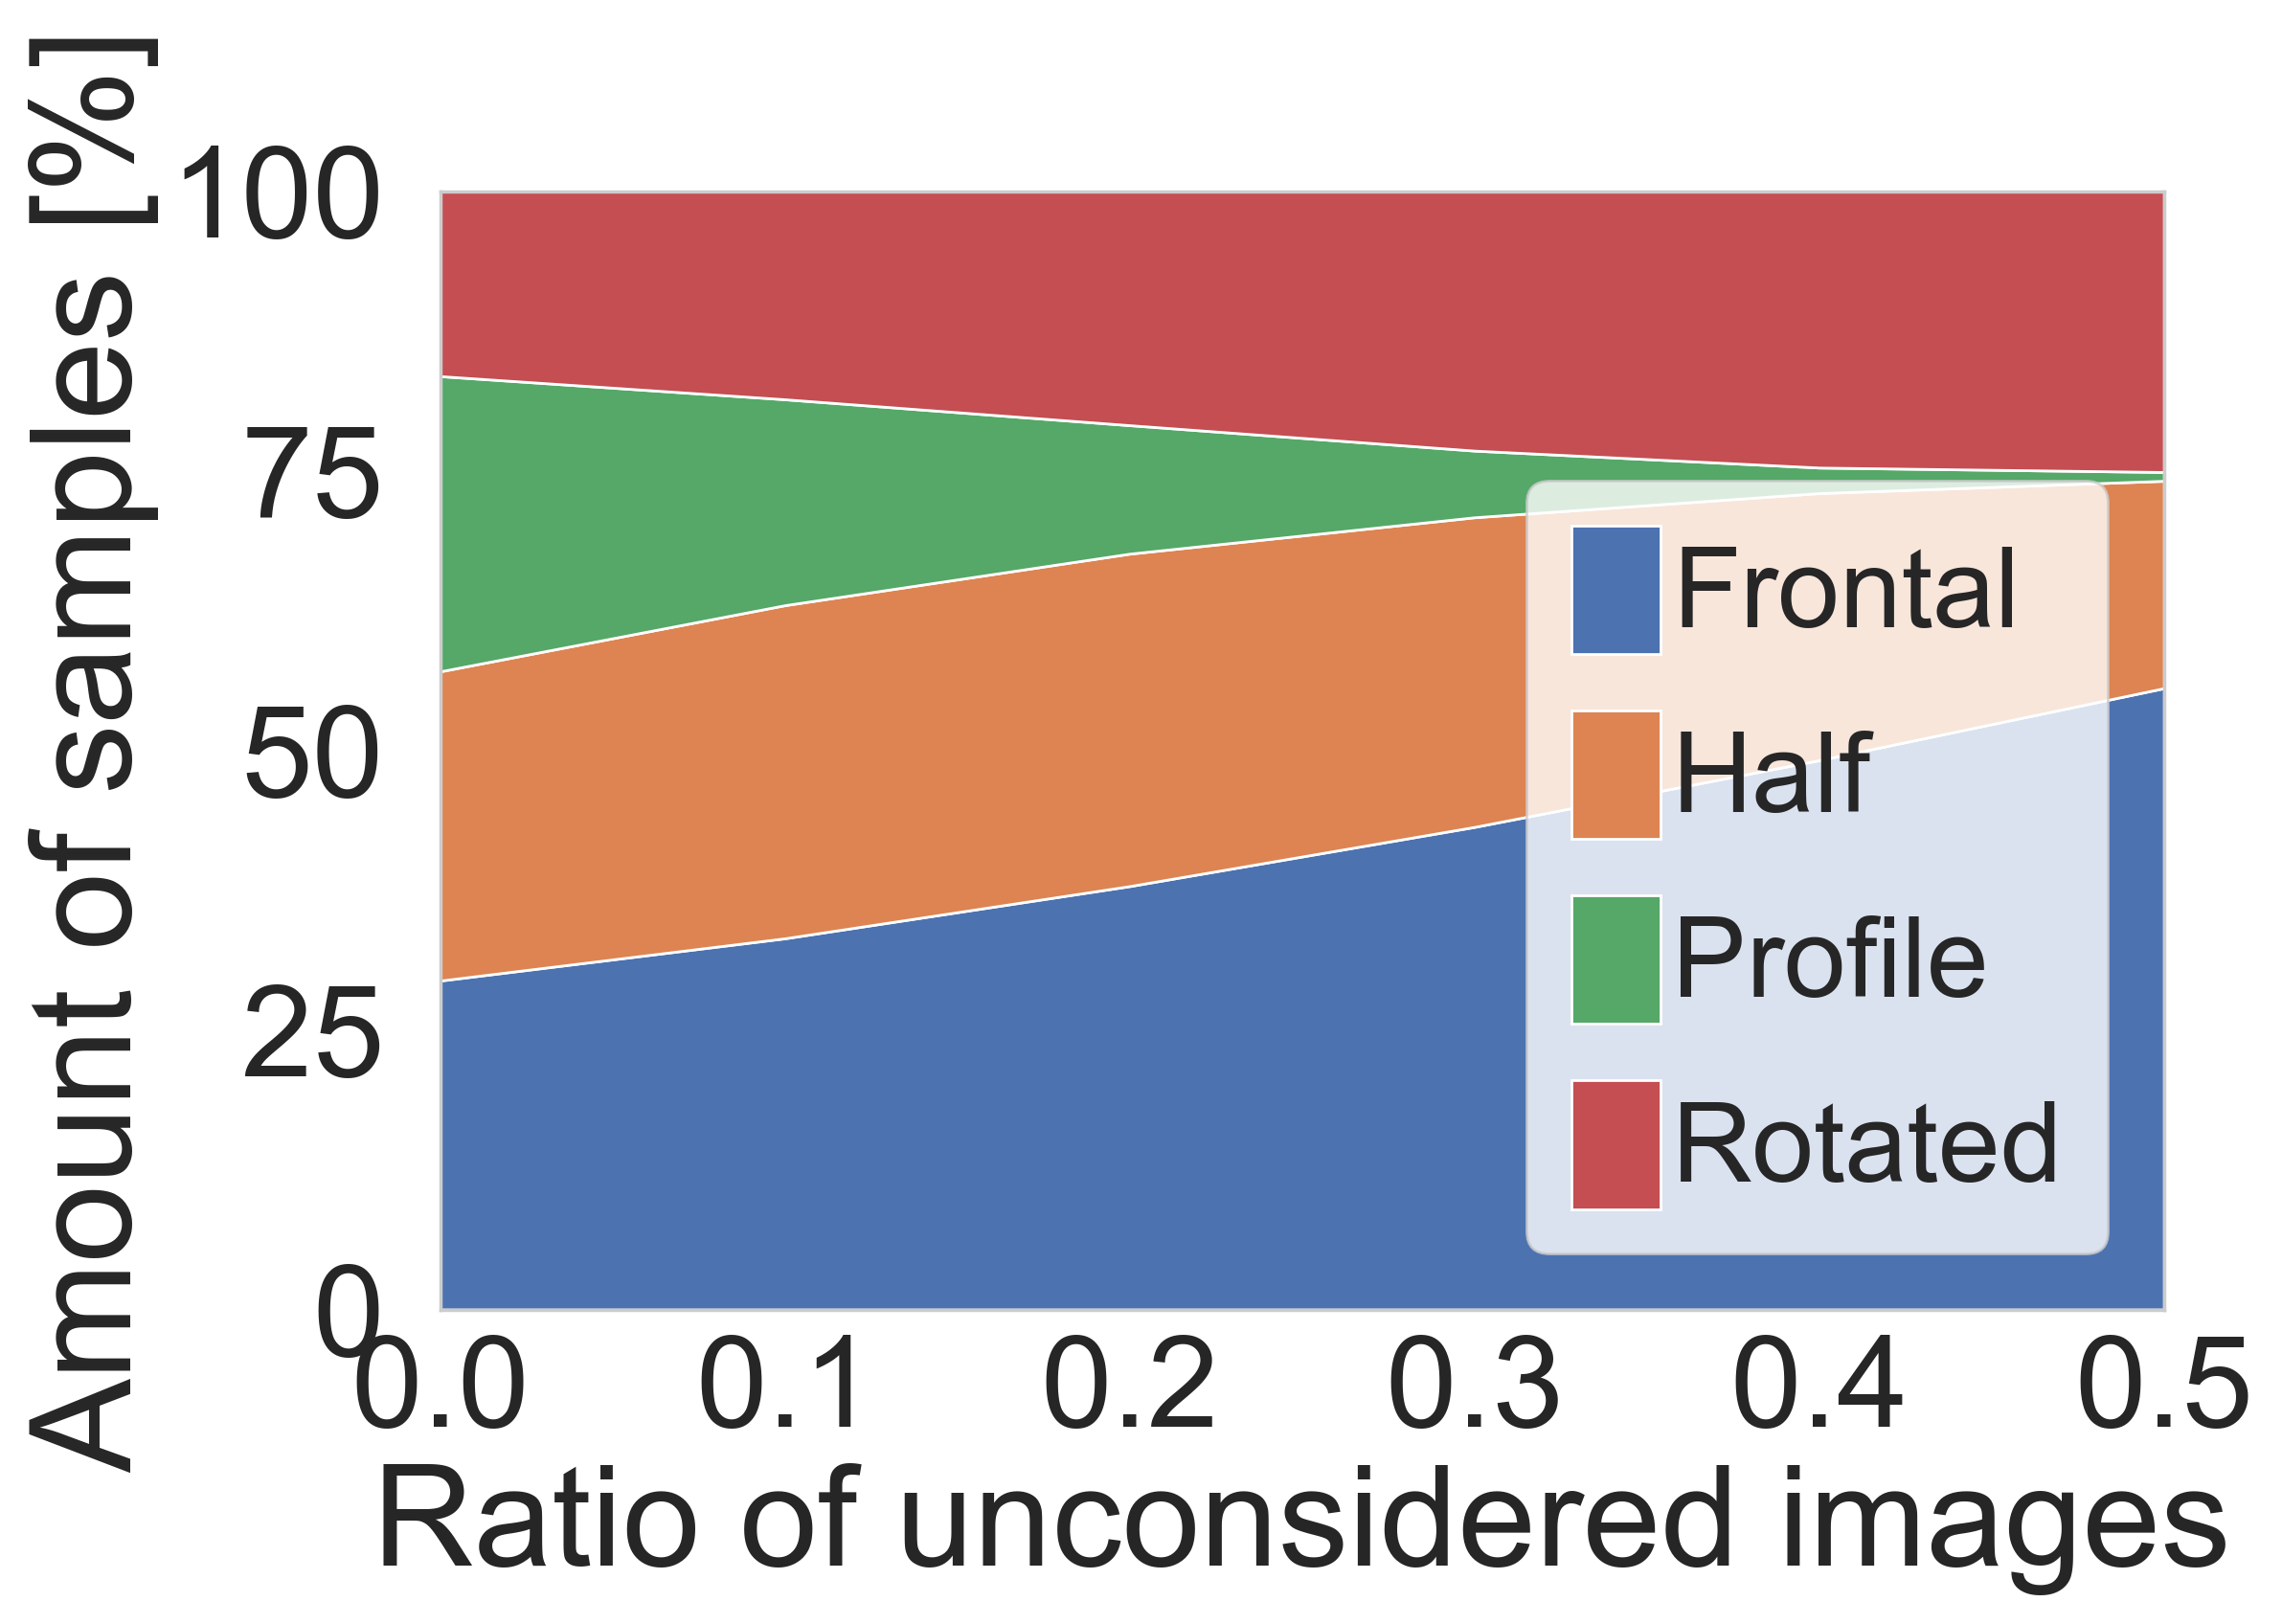 Amount of samples [%]
100
75
50
25
0
0.0 0.1 0.2 0.3 0.4 0.5
Ratio of unconsidered images
Frontal
Half
Profile
Rotated